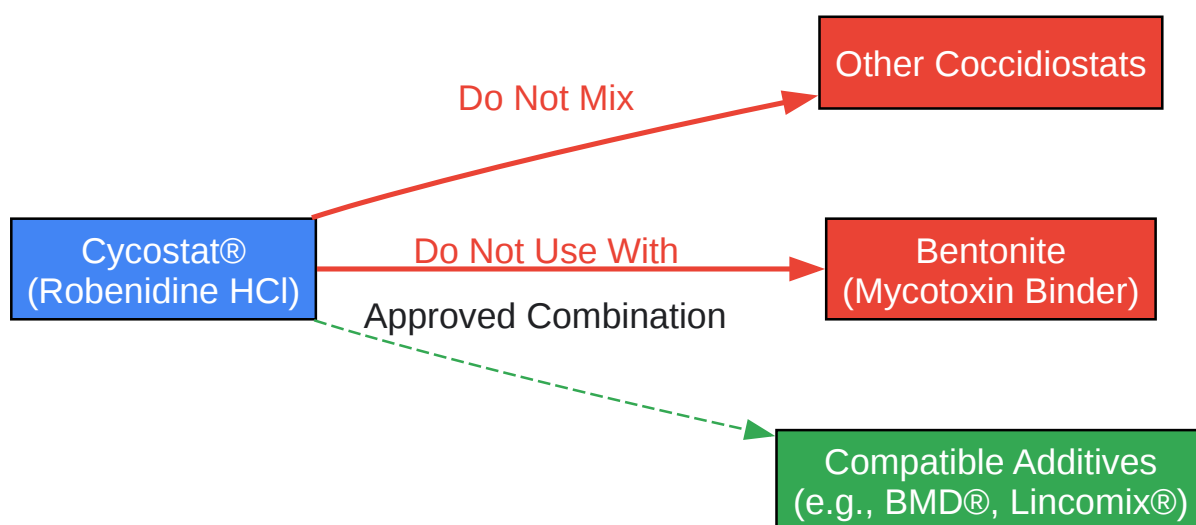 Other Coccidiostats
Do Not Mix
Cycostat®
(Robenidine HCl)
Do Not Use With
Bentonite
(Mycotoxin Binder)
Approved Combination
Compatible Additives
(e.g., BMD®, Lincomix®)